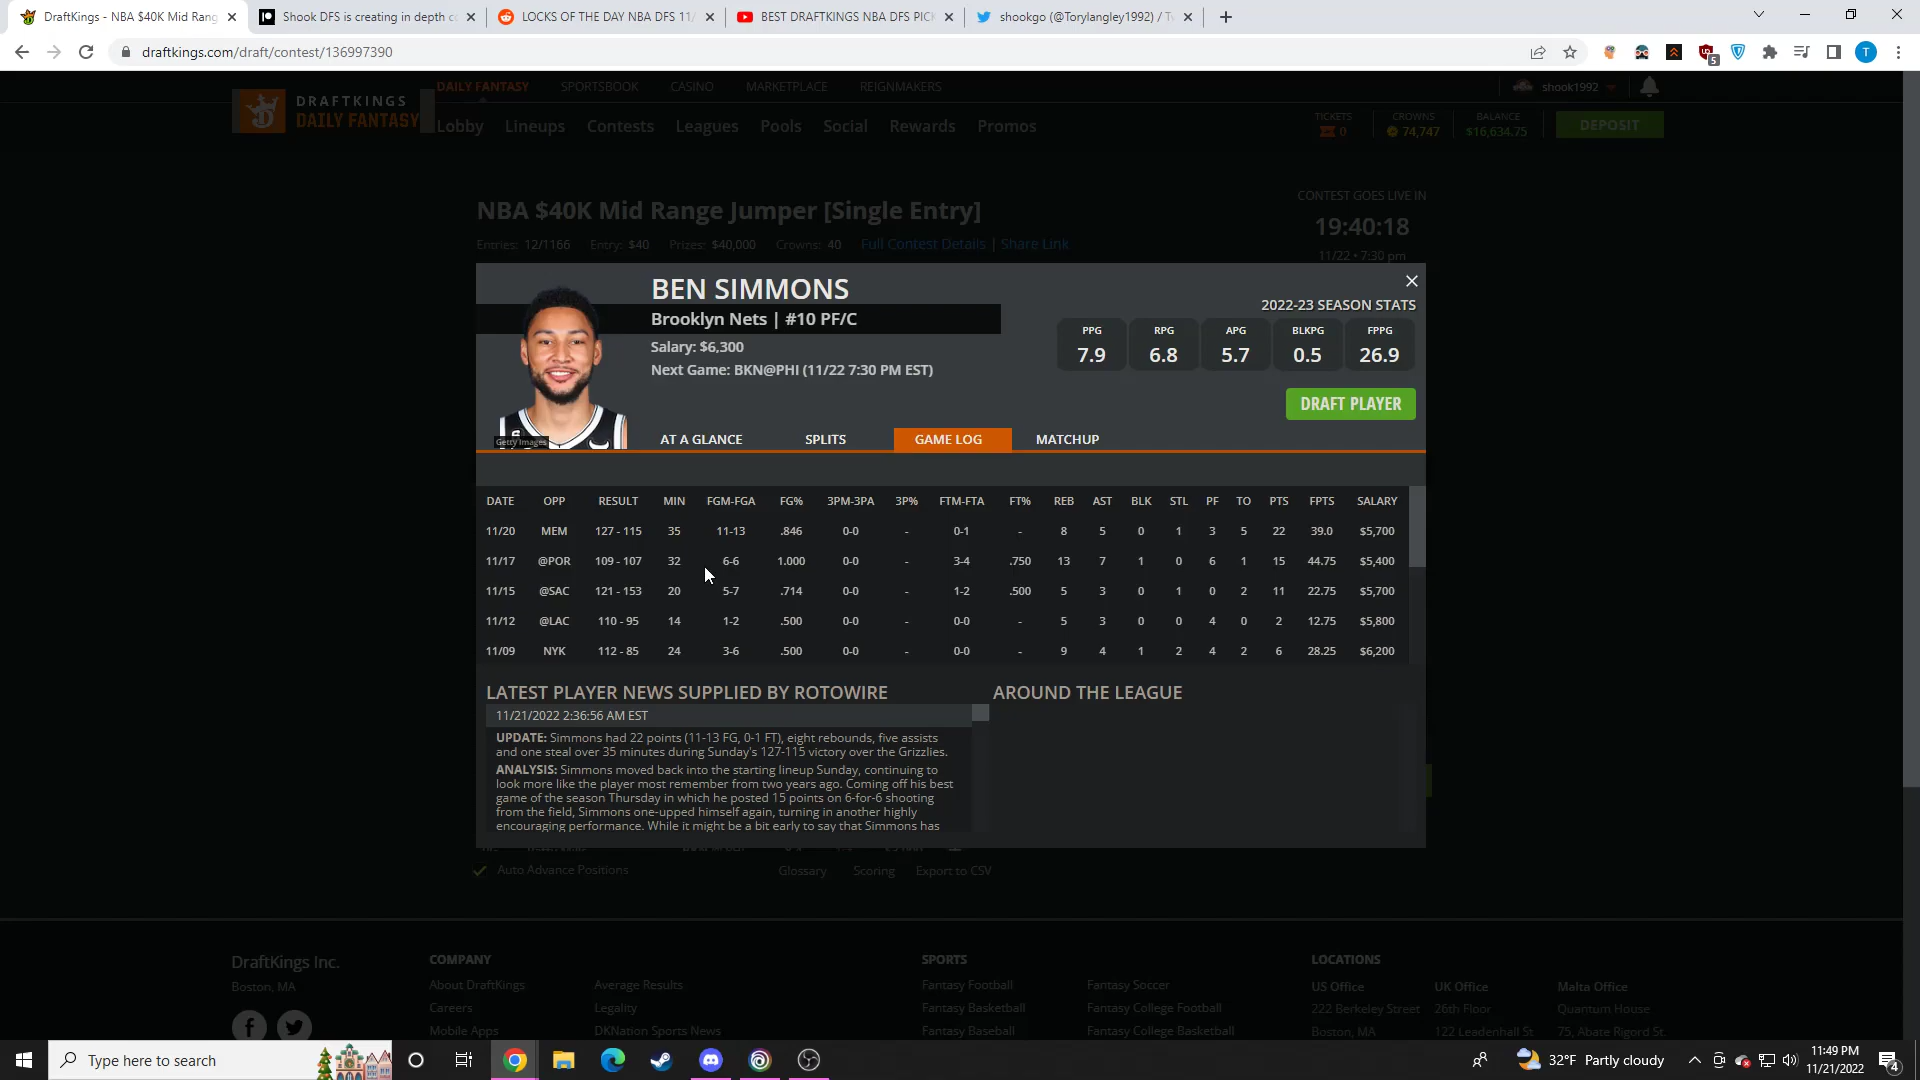 DraftKings - NBA $40K Mid Rang
Shook DFS is creating in depth co
LOCKS OF THE DAY NBA DFS 11/
BEST DRAFTKINGS NBA DFS PICK
shookgo (@Torylangley1992) / Tw
draftkings.com/draft/contest/136997390
5
T
DRAFTKINGS
DAILY FANTASY
DAILY FANTASY SPORTSBOOK CASINO MARKETPLACE REIGNMAKERS
shook1992
Lobby Lineups Contests Leagues Pools Social Rewards Promos
TICKETS CROWNS BALANCE
0 74,747 $16,634.75
DEPOSIT
NBA $40K Mid Range Jumper [Single Entry]
CONTEST GOES LIVE IN
19:40:18
11/22 • 7:30 pm
Entries: 12/1166 Entry: $40 Prizes: $40,000 Crowns: 40 Full Contest Details | Share Link
BEN SIMMONS
Brooklyn Nets | #10 PF/C
Salary: $6,300
Next Game: BKN@PHI (11/22 7:30 PM EST)
Getty Images
2022-23 SEASON STATS
PPG RPG APG BLKPG FPPG
7.9 6.8 5.7 0.5 26.9
DRAFT PLAYER
AT A GLANCE SPLITS GAME LOG MATCHUP
DATE OPP RESULT MIN FGM-FGA FG% 3PM-3PA 3P% FTM-FTA FT% REB AST BLK STL PF TO PTS FPTS SALARY
11/20 MEM 127 - 115 35 11-13 .846 0-0 - 0-1 - 8 5 0 1 3 5 22 39.0 $5,700
11/17 @POR 109 - 107 32 6-6 1.000 0-0 - 3-4 .750 13 7 1 0 6 1 15 44.75 $5,400
11/15 @SAC 121 - 153 20 5-7 .714 0-0 - 1-2 .500 5 3 0 1 0 2 11 22.75 $5,700
11/12 @LAC 110 - 95 14 1-2 .500 0-0 - 0-0 - 5 3 0 0 4 0 2 12.75 $5,800
11/09 NYK 112 - 85 24 3-6 .500 0-0 - 0-0 - 9 4 1 2 4 2 6 28.25 $6,200
LATEST PLAYER NEWS SUPPLIED BY ROTOWIRE
AROUND THE LEAGUE
11/21/2022 2:36:56 AM EST
UPDATE: Simmons had 22 points (11-13 FG, 0-1 FT), eight rebounds, five assists
and one steal over 35 minutes during Sunday's 127-115 victory over the Grizzlies.
ANALYSIS: Simmons moved back into the starting lineup Sunday, continuing to
look more like the player most remember from two years ago. Coming off his best
game of the season Thursday in which he posted 15 points on 6-for-6 shooting
from the field, Simmons one-upped himself again, turning in another highly
encouraging performance. While it might be a bit early to say that Simmons has
Auto Advance Positions Glossary Scoring Export to CSV
DraftKings Inc.
Boston, MA
COMPANY
About DraftKings
Careers
Mobile Apps
Average Results
Legality
DKNation Sports News
SPORTS
Fantasy Football
Fantasy Basketball
Fantasy Baseball
Fantasy Soccer
Fantasy College Football
Fantasy College Basketball
LOCATIONS
US Office
222 Berkeley Street
Boston, MA
UK Office
26th Floor
122 Leadenhall St
Malta Office
Quantum House
75, Abate Rigord St.
Type here to search
32°F Partly cloudy
11:49 PM
11/21/2022
4